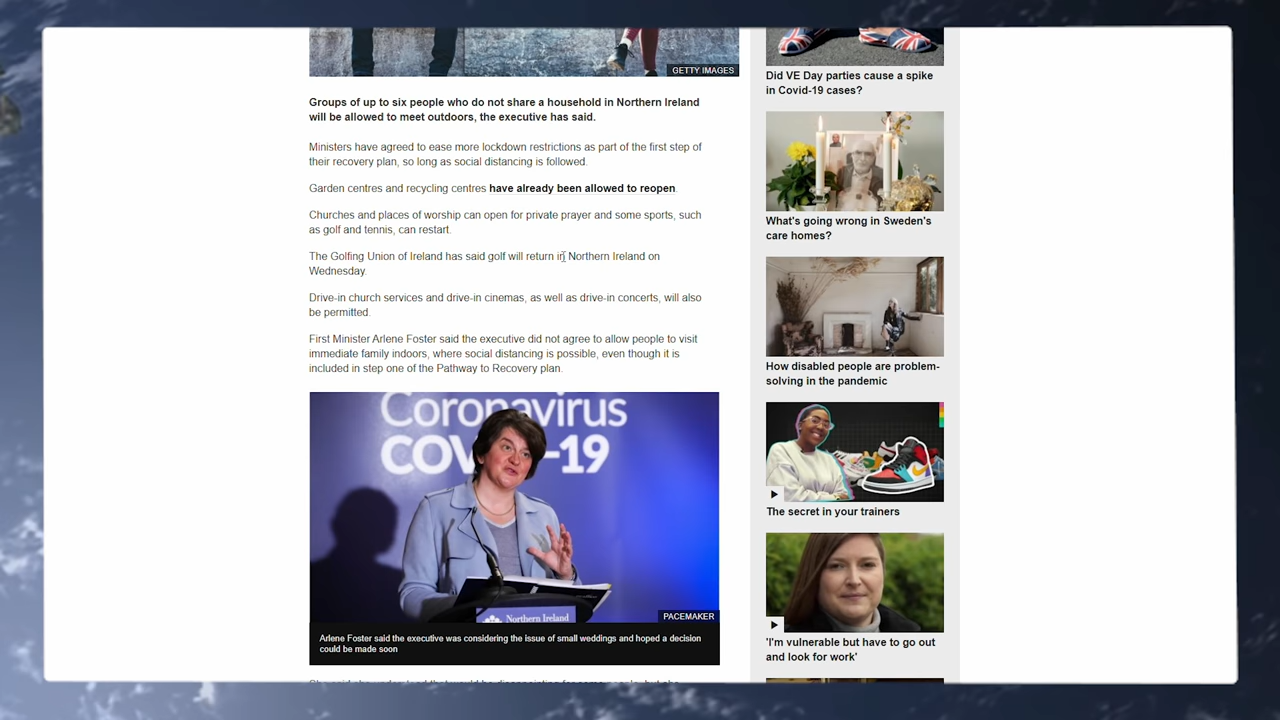 GETTY IMAGES
Groups of up to six people who do not share a household in Northern Ireland
will be allowed to meet outdoors, the executive has said.
Ministers have agreed to ease more lockdown restrictions as part of the first step of
their recovery plan, so long as social distancing is followed.
Garden centres and recycling centres have already been allowed to reopen.
Churches and places of worship can open for private prayer and some sports, such
as golf and tennis, can restart.
The Golfing Union of Ireland has said golf will return in Northern Ireland on
Wednesday.
Drive-in church services and drive-in cinemas, as well as drive-in concerts, will also
be permitted.
First Minister Arlene Foster said the executive did not agree to allow people to visit
immediate family indoors, where social distancing is possible, even though it is
included in step one of the Pathway to Recovery plan.
Coronavirus
COV -19
Northern Ireland
PACEMAKER
Arlene Foster said the executive was considering the issue of small weddings and hoped a decision
could be made soon
Did VE Day parties cause a spike
in Covid-19 cases?
What's going wrong in Sweden's
care homes?
How disabled people are problem-
solving in the pandemic
The secret in your trainers
'I'm vulnerable but have to go out
and look for work'